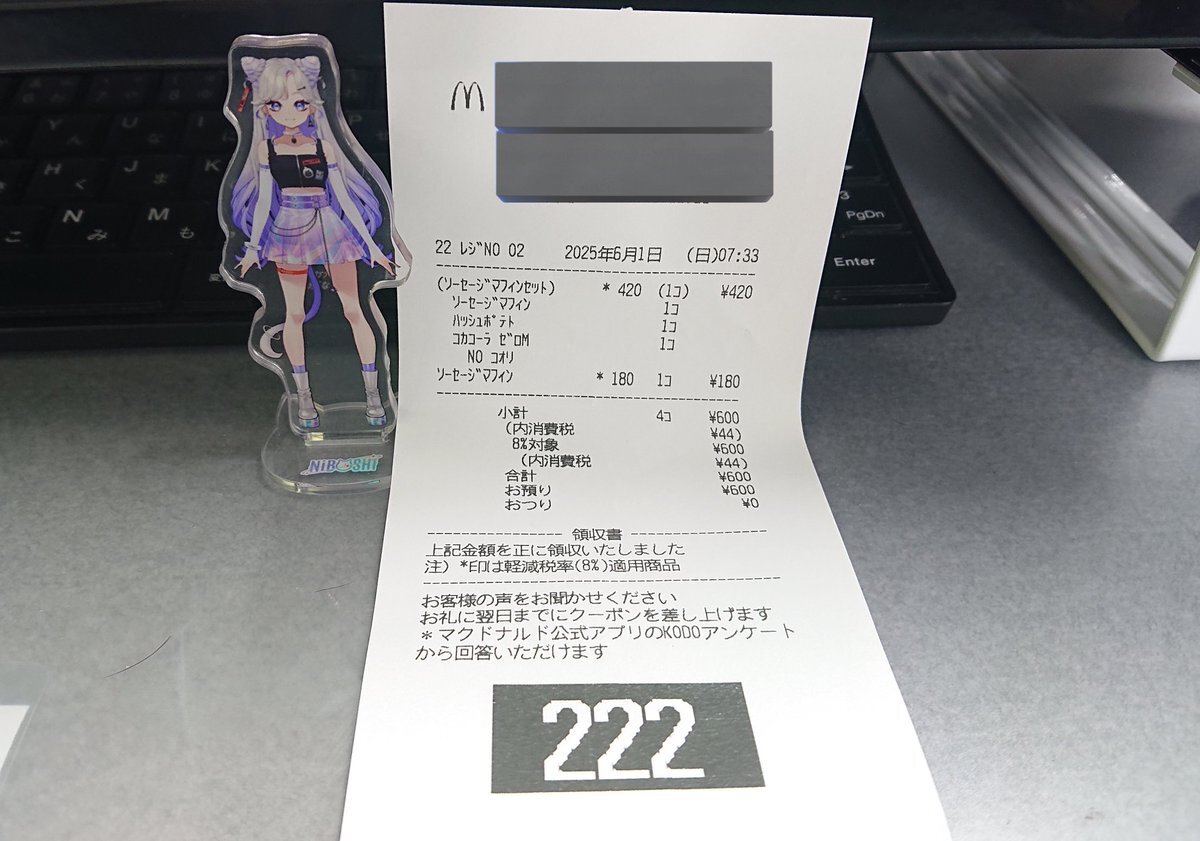 22 レジNO 02 2025年6月1日 (日)07:33
(ソーセージマフィンセット) * 420 (1コ) ¥420
ソーセージマフィン 1コ
ハッシュポテト 1コ
コカコーラ ゼロM 1コ
NO コオリ
ソーセージマフィン * 180 1コ ¥180
小計 4コ ¥600
(内消費税 ¥44)
8%対象 ¥600
(内消費税 ¥44)
合計 ¥600
お預り ¥600
おつり ¥0
領収書
上記金額を正に領収いたしました
注) *印は軽減税率(8%)適用商品
お客様の声をお聞かせください
お礼に翌日までにクーポンを差し上げます
* マクドナルド公式アプリのKODOアンケート
から回答いただけます
222
NiBOSHI
Y U I P
な
H く J ま K
N み M も
こ
3
PgDn
Enter